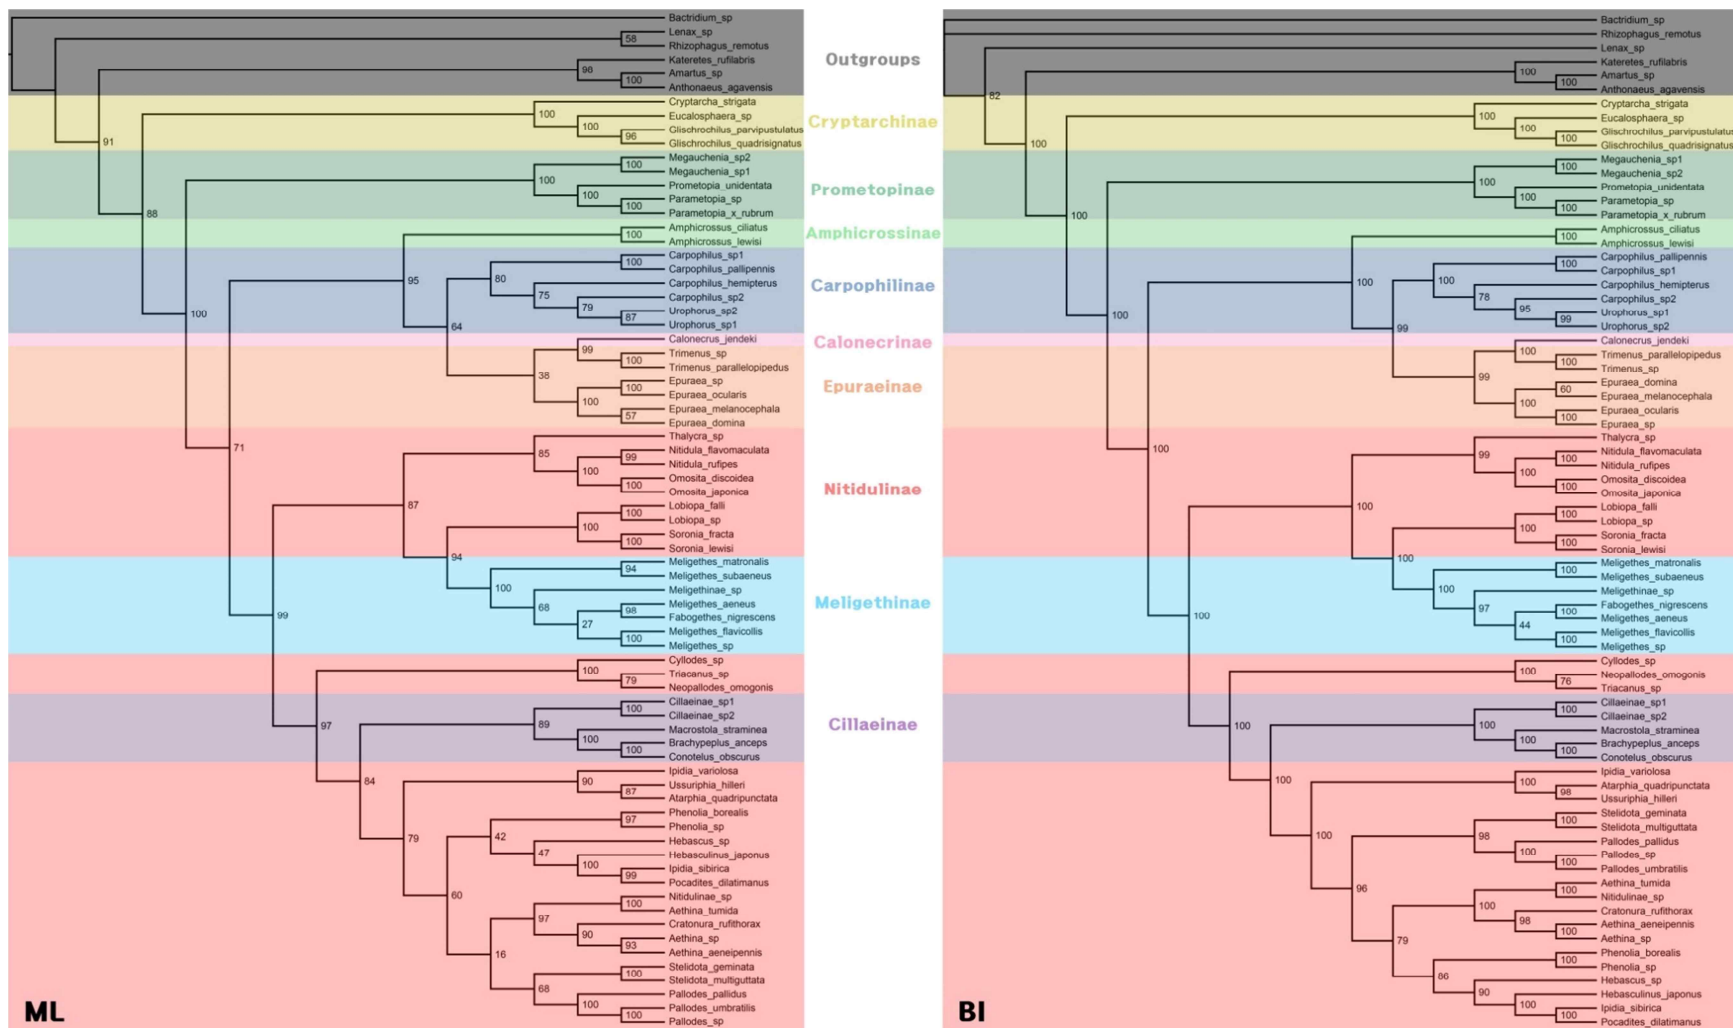 Bactridium_sp
Lenax_sp
58
Rhizophagus_remotus
Kateretes_rufilabris
96
Amartus_sp
100
Anthonaeus_agavensis
91
Cryptarcha_strigata
100
Eucalosphaera_sp
100
Glischrochilus_parvipustulatus
96
Glischrochilus_quadrisignatus
88
Megauchenia_sp2
100
Megauchenia_sp1
100
Prometopia_unidentata
100
Parametopia_sp
100
Parametopia_x_rubrum
100
Amphicrossus_ciliatus
100
Amphicrossus_lewisi
95
Carpophilus_sp1
100
Carpophilus_pallipennis
80
Carpophilus_hemipterus
75
Carpophilus_sp2
79
Urophorus_sp2
87
Urophorus_sp1
64
Calonecrus_jendeki
99
Trimenus_sp
100
Trimenus_parallelopipedus
38
Epuraea_sp
100
Epuraea_ocularis
100
Epuraea_melanocephala
57
Epuraea_domina
71
Thalycra_sp
85
Nitidula_flavomaculata
99
Nitidula_rufipes
100
Omosita_discoidea
100
Omosita_japonica
87
Lobiopa_falli
100
Lobiopa_sp
100
Soronia_fracta
100
Soronia_lewisi
94
Meligethes_matronalis
94
Meligethes_subaeneus
100
Meligethinae_sp
68
Meligethes_aeneus
98
Fabogethes_nigrescens
27
Meligethes_flavicollis
100
Meligethes_sp
99
Cyllodes_sp
100
Triacanus_sp
79
Neopallodes_omogonis
97
Cillaeinae_sp1
100
Cillaeinae_sp2
89
Macrostola_straminea
100
Brachypeplus_anceps
100
Conotelus_obscurus
84
Ipidia_variolosa
90
Ussuriphia_hilleri
87
Atarphia_quadripunctata
79
Phenolia_borealis
97
Phenolia_sp
42
Hebascus_sp
47
Hebasculinus_japonus
100
Ipidia_sibirica
99
Pocadites_dilatimanus
60
Nitidulinae_sp
100
Aethina_tumida
97
Cratonura_rufithorax
90
Aethina_sp
93
Aethina_aeneipennis
16
Stelidota_geminata
100
Stelidota_multiguttata
68
Pallodes_pallidus
100
Pallodes_umbratilis
100
Pallodes_sp
ML
Outgroups
Cryptarchinae
Prometopinae
Amphicrossinae
Carpophilinae
Calonecrinae
Epuraeinae
Nitidulinae
Meligethinae
Cillaeinae
Bactridium_sp
Rhizophagus_remotus
Lenax_sp
82
Kateretes_rufilabris
100
Amartus_sp
100
Anthonaeus_agavensis
100
Cryptarcha_strigata
100
Eucalosphaera_sp
100
Glischrochilus_parvipustulatus
100
Glischrochilus_quadrisignatus
100
Megauchenia_sp1
100
Megauchenia_sp2
100
Prometopia_unidentata
100
Parametopia_sp
100
Parametopia_x_rubrum
100
Amphicrossus_ciliatus
100
Amphicrossus_lewisi
100
Carpophilus_pallipennis
100
Carpophilus_sp1
100
Carpophilus_hemipterus
78
Carpophilus_sp2
95
Urophorus_sp1
99
Urophorus_sp2
99
Calonecrus_jendeki
100
Trimenus_parallelopipedus
100
Trimenus_sp
99
Epuraea_domina
60
Epuraea_melanocephala
100
Epuraea_ocularis
100
Epuraea_sp
100
Thalycra_sp
99
Nitidula_flavomaculata
100
Nitidula_rufipes
100
Omosita_discoidea
100
Omosita_japonica
100
Lobiopa_falli
100
Lobiopa_sp
100
Soronia_fracta
100
Soronia_lewisi
100
Meligethes_matronalis
100
Meligethes_subaeneus
100
Meligethinae_sp
97
Fabogethes_nigrescens
100
Meligethes_aeneus
44
Meligethes_flavicollis
100
Meligethes_sp
100
Cyllodes_sp
100
Neopallodes_omogonis
76
Triacanus_sp
100
Cillaeinae_sp1
100
Cillaeinae_sp2
100
Macrostola_straminea
100
Brachypeplus_anceps
100
Conotelus_obscurus
100
Ipidia_variolosa
100
Atarphia_quadripunctata
98
Ussuriphia_hilleri
100
Stelidota_geminata
100
Stelidota_multiguttata
98
Pallodes_pallidus
100
Pallodes_sp
100
Pallodes_umbratilis
96
Aethina_tumida
100
Nitidulinae_sp
100
Cratonura_rufithorax
98
Aethina_aeneipennis
100
Aethina_sp
79
Phenolia_borealis
100
Phenolia_sp
86
Hebascus_sp
90
Hebasculinus_japonus
100
Ipidia_sibirica
100
Pocadites_dilatimanus
BI